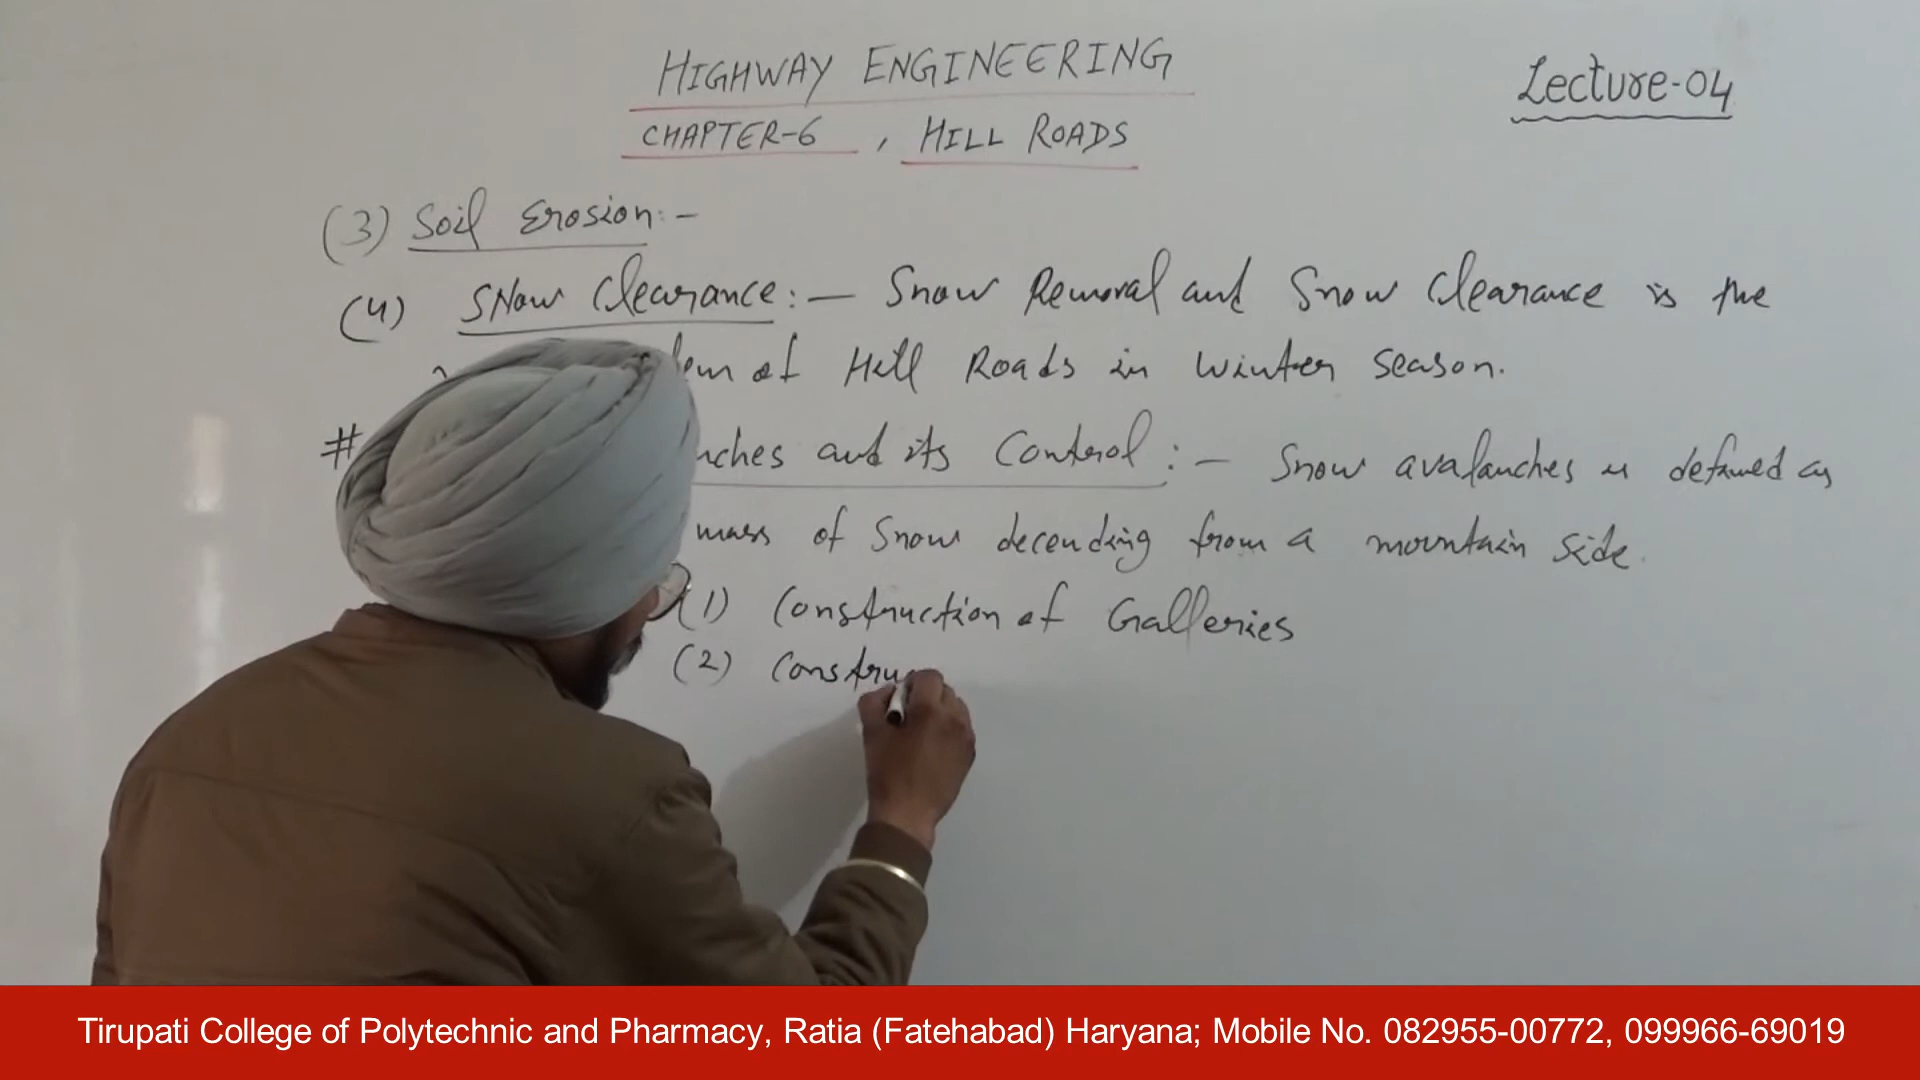 HIGHWAY ENGINEERING
Lecture-04
CHAPTER-6 , HILL ROADS
(3) Soil Erosion:-
(4) SNow Clearance:- Snow Removal and Snow Clearance is the
of Hill Roads in winter season.
# and its Control:- Snow avalanches is defined as
mass of Snow decending from a mountain side.
(1) Construction of Galleries
(2) Constru
Tirupati College of Polytechnic and Pharmacy, Ratia (Fatehabad) Haryana; Mobile No. 082955-00772, 099966-69019